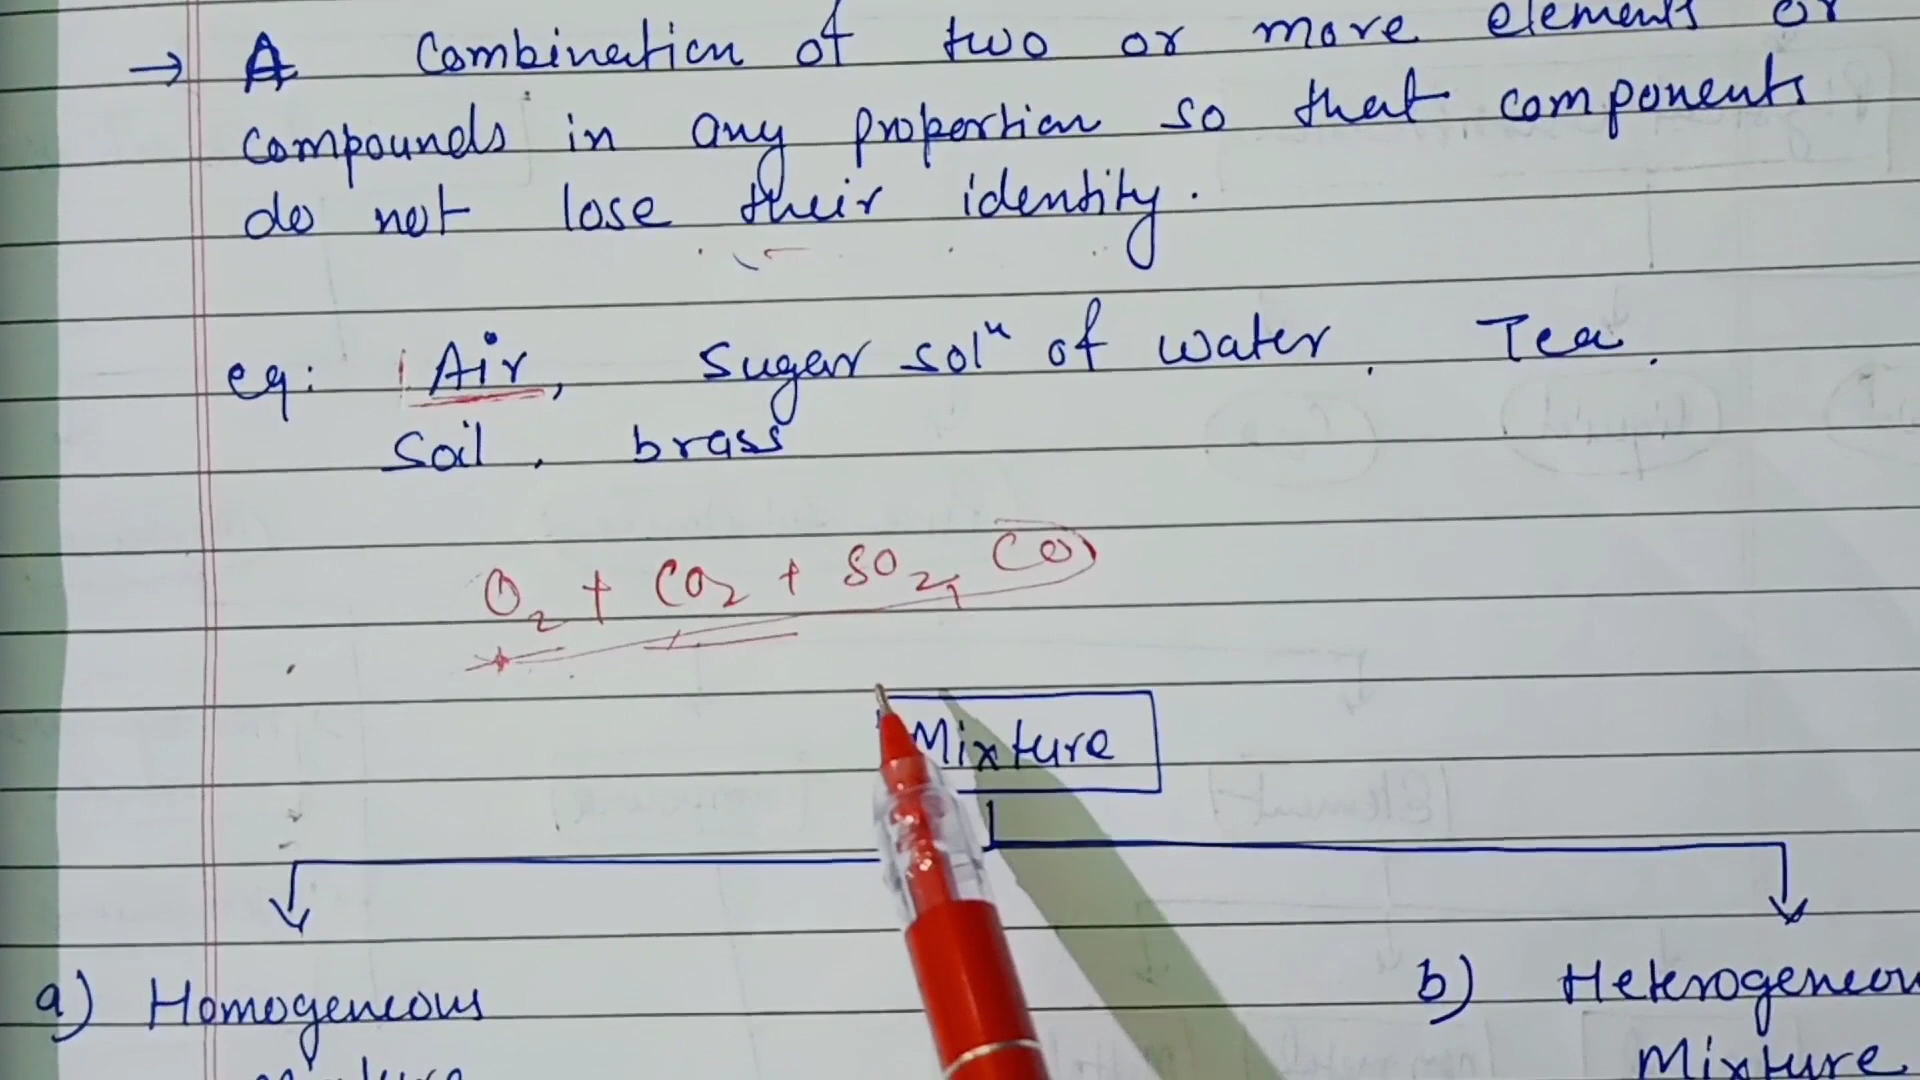 → A Combination of two or more elements or
compounds in any proportion so that components
do not lose their identity.
eg: Air, Sugar solⁿ of water, Tea,
Soil, brass
O₂ + CO₂ + SO₂, CO
Mixture
a) Homogeneous
b) Heterogeneou
Mixture